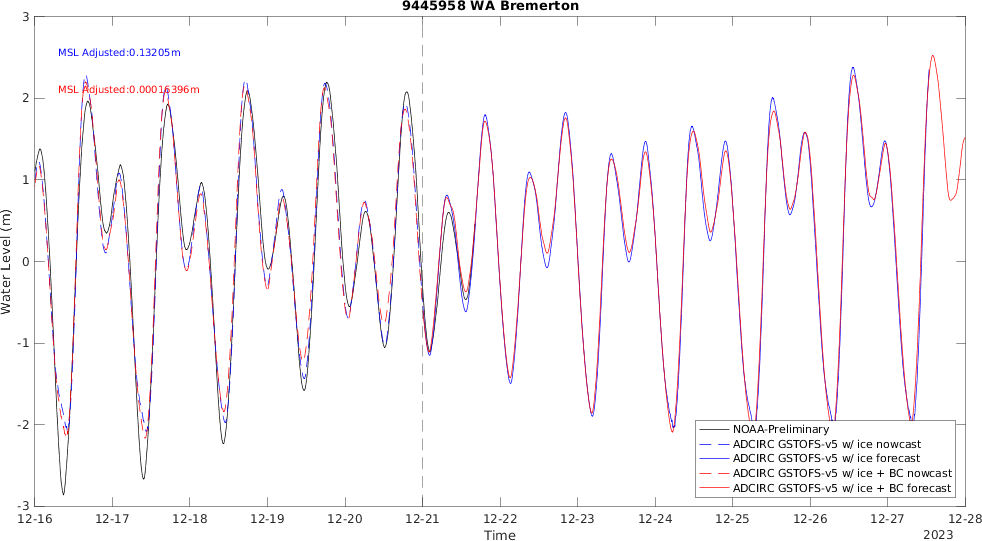 9445958 WA Bremerton
3
MSL Adjusted:0.13205m
MSL Adjusted:0.00016396m
2
1
0
-1
-2
-3
Water Level (m)
NOAA-Preliminary
ADCIRC GSTOFS-v5 w/ ice nowcast
ADCIRC GSTOFS-v5 w/ ice forecast
ADCIRC GSTOFS-v5 w/ ice + BC nowcast
ADCIRC GSTOFS-v5 w/ ice + BC forecast
12-16 12-17 12-18 12-19 12-20 12-21 12-22 12-23 12-24 12-25 12-26 12-27 12-28
Time
2023